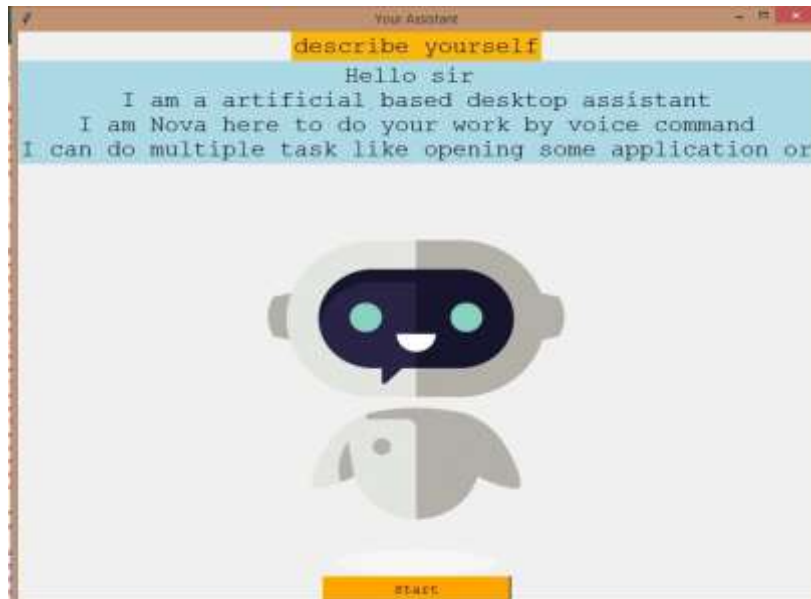 Your Assistant
describe yourself
Hello sir
I am a artificial based desktop assistant
I am Nova here to do your work by voice command
I can do multiple task like opening some application or
start